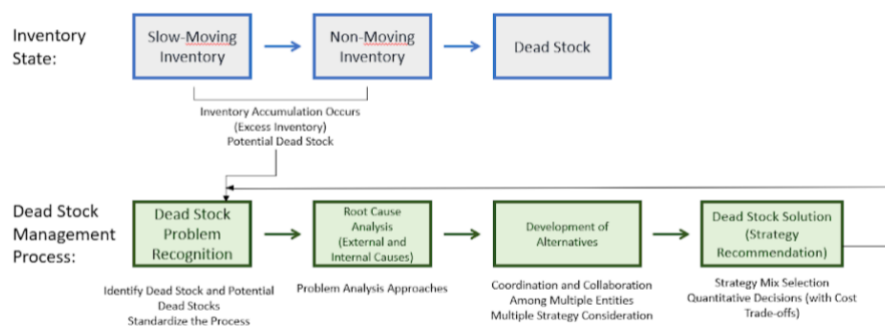 Inventory
State:
Slow-Moving
Inventory
Non-Moving
Inventory
Dead Stock
Inventory Accumulation Occurs
(Excess Inventory)
Potential Dead Stock
Dead Stock
Management
Process:
Dead Stock
Problem
Recognition
Root Cause
Analysis
(External and
Internal Causes)
Development of
Alternatives
Dead Stock Solution
(Strategy
Recommendation)
Identify Dead Stock and Potential
Dead Stocks
Standardize the Process
Problem Analysis Approaches
Coordination and Collaboration
Among Multiple Entities
Multiple Strategy Consideration
Strategy Mix Selection
Quantitative Decisions (with Cost
Trade-offs)